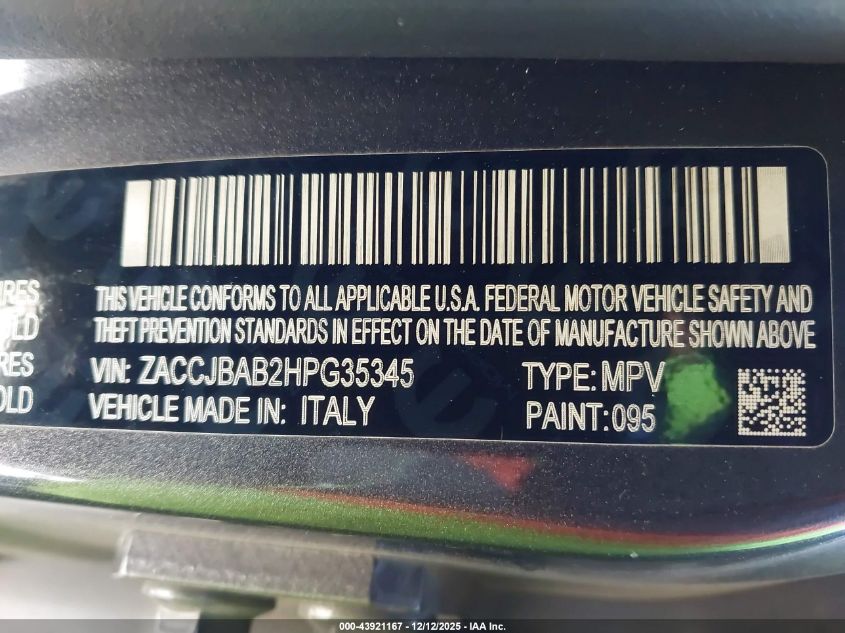 THIS VEHICLE CONFORMS TO ALL APPLICABLE U.S.A. FEDERAL MOTOR VEHICLE SAFETY AND
THEFT PREVENTION STANDARDS IN EFFECT ON THE DATE OF MANUFACTURE SHOWN ABOVE
VIN: ZACCJBAB2HPG35345 TYPE: MPV
VEHICLE MADE IN: ITALY PAINT: 095
000-43921167 - 12/12/2025 - IAA Inc.